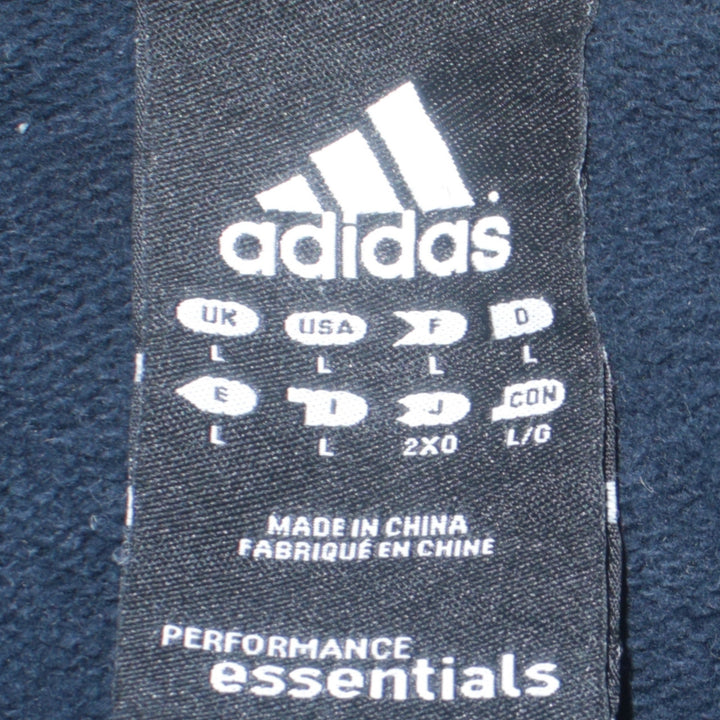 adidas
UK USA F D
L L L L
E I J CON
L L 2XO L/G
MADE IN CHINA
FABRIQUÉ EN CHINE
PERFORMANCE
essentials